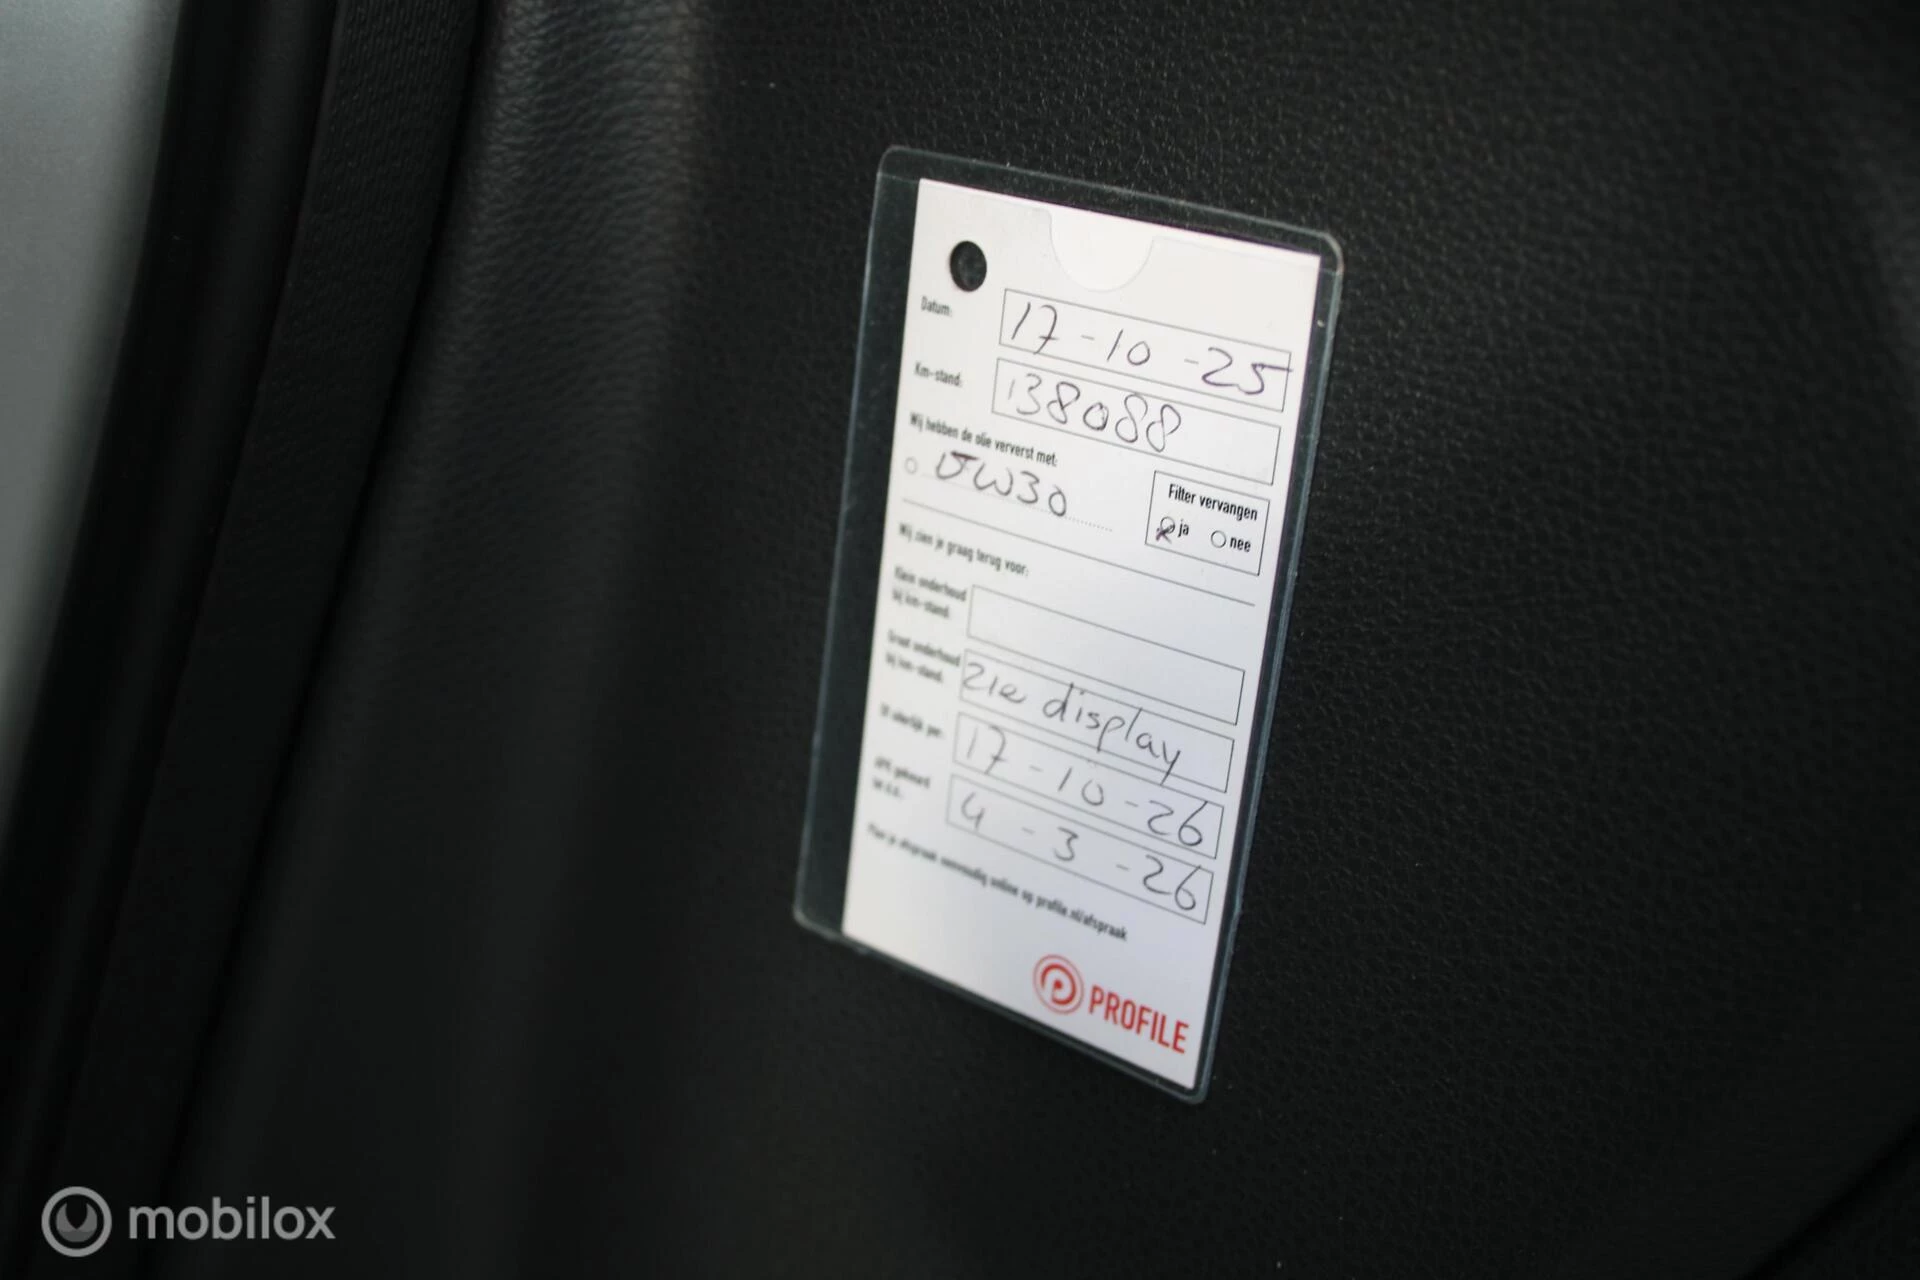 Datum: 17-10-25
Km-stand: 138088
Wij hebben de olie ververst met:
5W30
Filter vervangen
ja nee
Wij zien je graag terug voor:
Klein onderhoud
bij km-stand.
Groot onderhoud
bij km-stand. zie display
Of uiterlijk per: 17-10-26
APK gekeurd
tot d.d.: 4-3-26
Plan je afspraak eenvoudig online op profile.nl/afspraak
PROFILE
mobilox